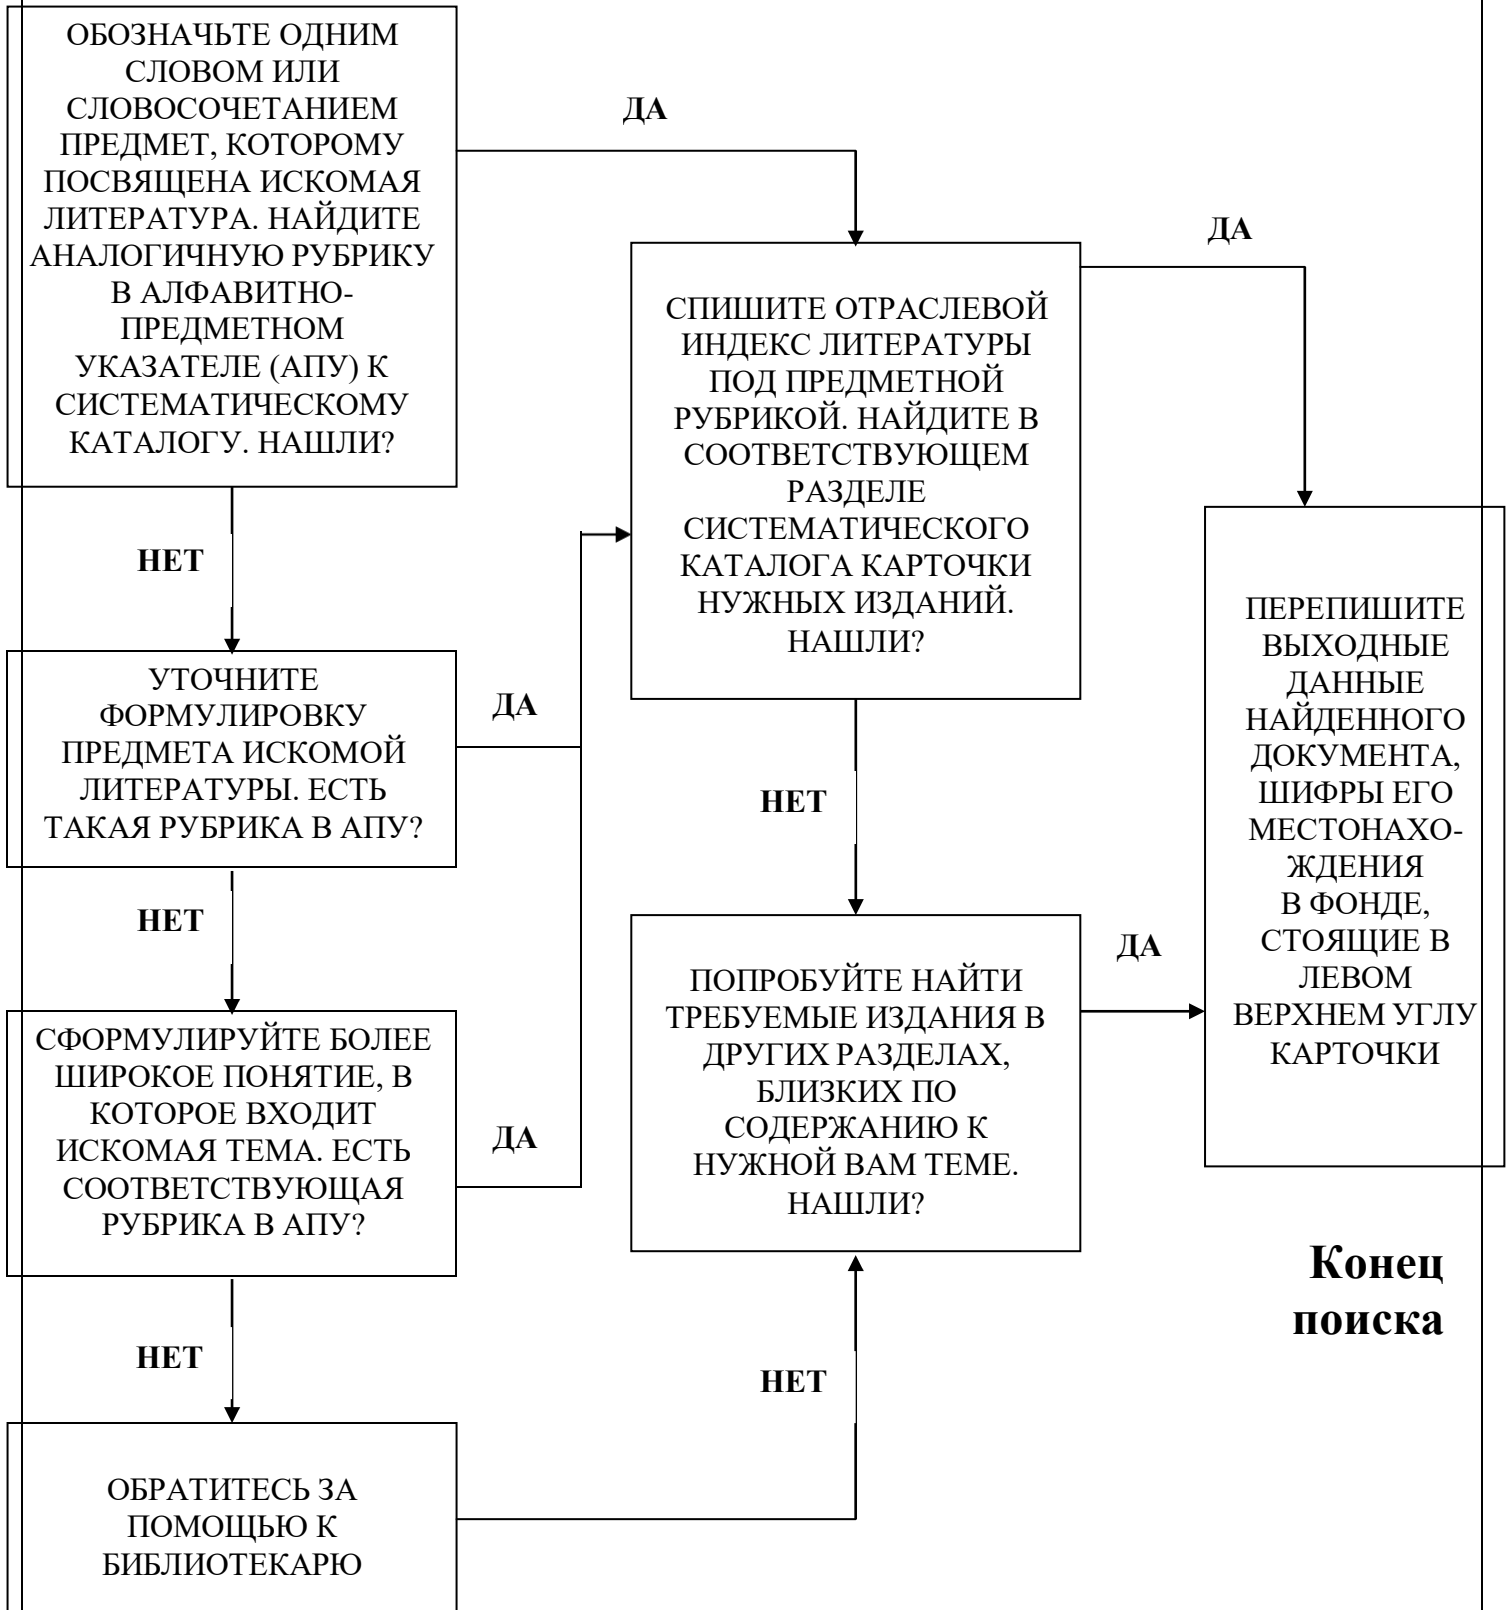 ОБОЗНАЧЬТЕ ОДНИМ
СЛОВОМ ИЛИ
СЛОВОСОЧЕТАНИЕМ
ПРЕДМЕТ, КОТОРОМУ
ПОСВЯЩЕНА ИСКОМАЯ
ЛИТЕРАТУРА. НАЙДИТЕ
АНАЛОГИЧНУЮ РУБРИКУ
В АЛФАВИТНО-
ПРЕДМЕТНОМ
УКАЗАТЕЛЕ (АПУ) К
СИСТЕМАТИЧЕСКОМУ
КАТАЛОГУ. НАШЛИ?
ДА
НЕТ
УТОЧНИТЕ
ФОРМУЛИРОВКУ
ПРЕДМЕТА ИСКОМОЙ
ЛИТЕРАТУРЫ. ЕСТЬ
ТАКАЯ РУБРИКА В АПУ?
ДА
НЕТ
СФОРМУЛИРУЙТЕ БОЛЕЕ
ШИРОКОЕ ПОНЯТИЕ, В
КОТОРОЕ ВХОДИТ
ИСКОМАЯ ТЕМА. ЕСТЬ
СООТВЕТСТВУЮЩАЯ
РУБРИКА В АПУ?
ДА
НЕТ
ОБРАТИТЕСЬ ЗА
ПОМОЩЬЮ К
БИБЛИОТЕКАРЮ
СПИШИТЕ ОТРАСЛЕВОЙ
ИНДЕКС ЛИТЕРАТУРЫ
ПОД ПРЕДМЕТНОЙ
РУБРИКОЙ. НАЙДИТЕ В
СООТВЕТСТВУЮЩЕМ
РАЗДЕЛЕ
СИСТЕМАТИЧЕСКОГО
КАТАЛОГА КАРТОЧКИ
НУЖНЫХ ИЗДАНИЙ.
НАШЛИ?
ДА
НЕТ
ПОПРОБУЙТЕ НАЙТИ
ТРЕБУЕМЫЕ ИЗДАНИЯ В
ДРУГИХ РАЗДЕЛАХ,
БЛИЗКИХ ПО
СОДЕРЖАНИЮ К
НУЖНОЙ ВАМ ТЕМЕ.
НАШЛИ?
ДА
НЕТ
ПЕРЕПИШИТЕ
ВЫХОДНЫЕ
ДАННЫЕ
НАЙДЕННОГО
ДОКУМЕНТА,
ШИФРЫ ЕГО
МЕСТОНАХО-
ЖДЕНИЯ
В ФОНДЕ,
СТОЯЩИЕ В
ЛЕВОМ
ВЕРХНЕМ УГЛУ
КАРТОЧКИ
Конец
поиска